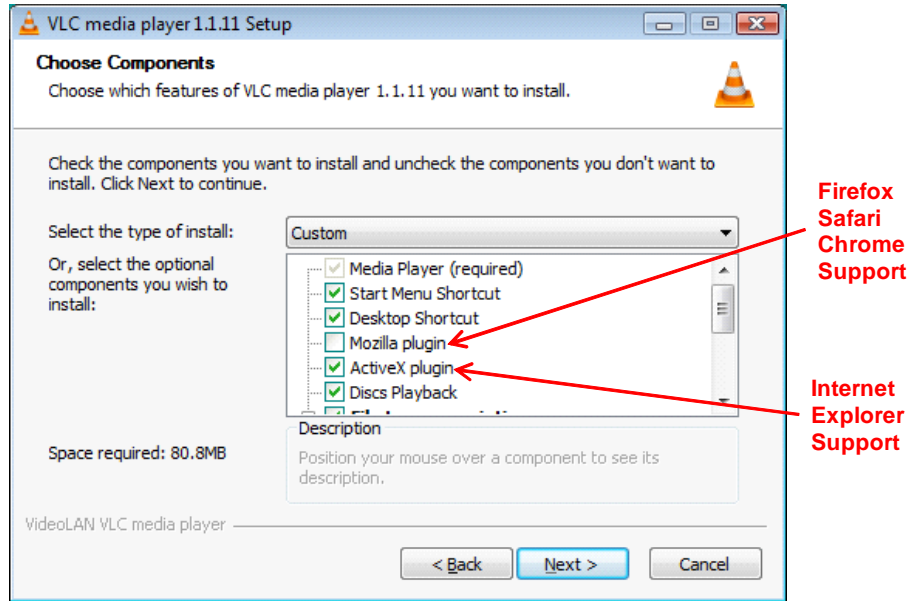 VLC media player 1.1.11 Setup
Choose Components
Choose which features of VLC media player 1.1.11 you want to install.
Check the components you want to install and uncheck the components you don't want to
install. Click Next to continue.
Select the type of install:
Custom
Or, select the optional
components you wish to
install:
Media Player (required)
Start Menu Shortcut
Desktop Shortcut
Mozilla plugin
ActiveX plugin
Discs Playback
Space required: 80.8MB
Description
Position your mouse over a component to see its
description.
VideoLAN VLC media player
< Back
Next >
Cancel
Firefox
Safari
Chrome
Support
Internet
Explorer
Support